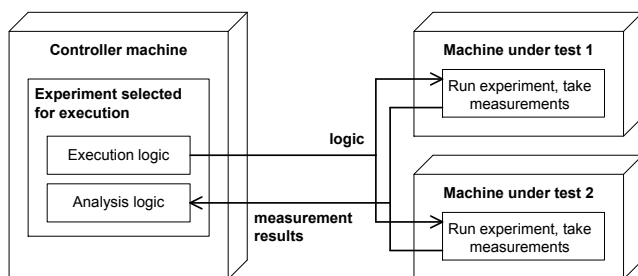 Controller machine
Experiment selected
for execution
Execution logic
Analysis logic
logic
measurement
results
Machine under test 1
Run experiment, take
measurements
Machine under test 2
Run experiment, take
measurements